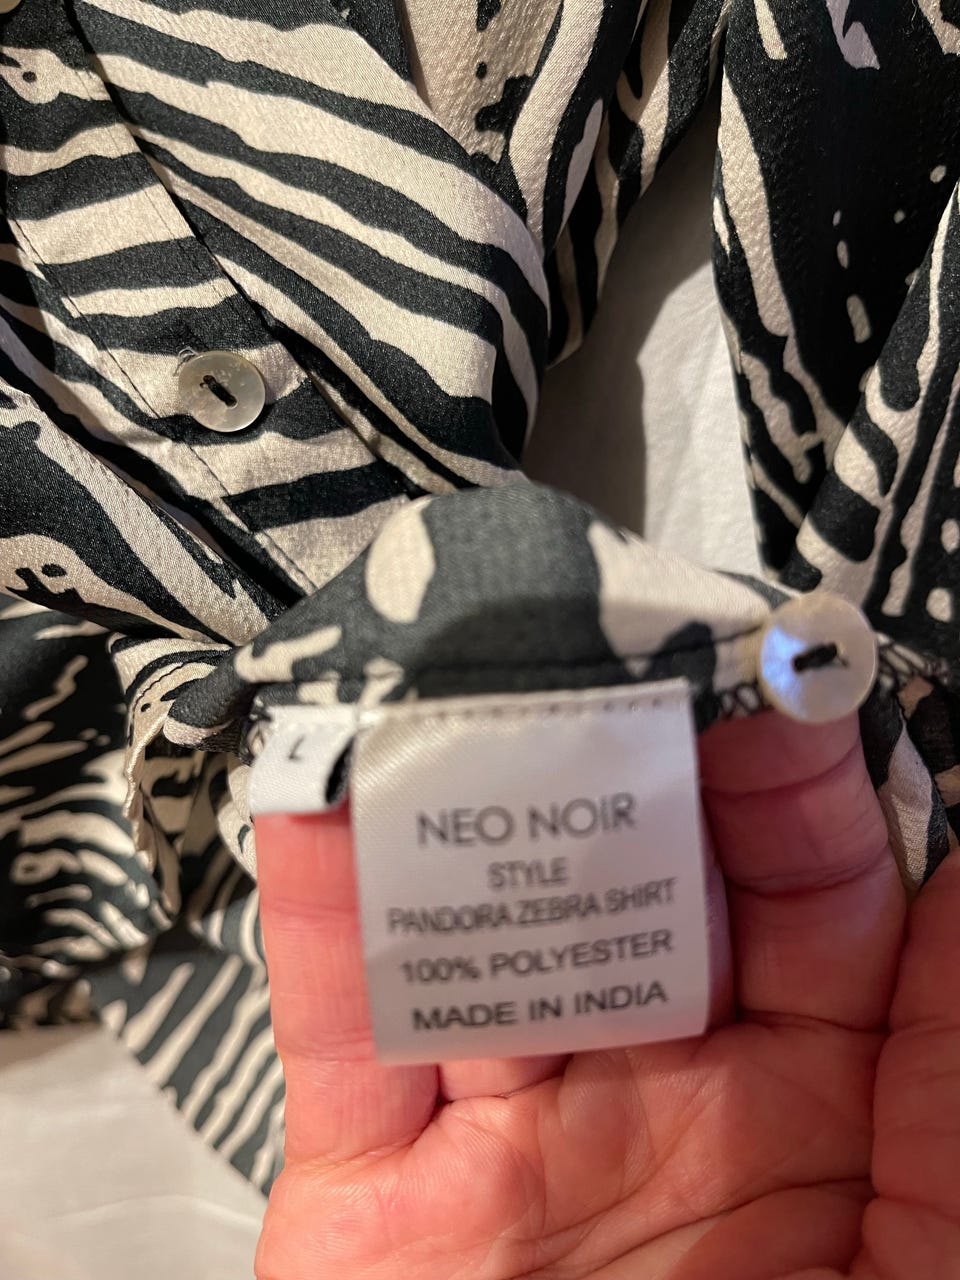 NEO NOIR
STYLE
PANDORA ZEBRA SHIRT
100% POLYESTER
MADE IN INDIA